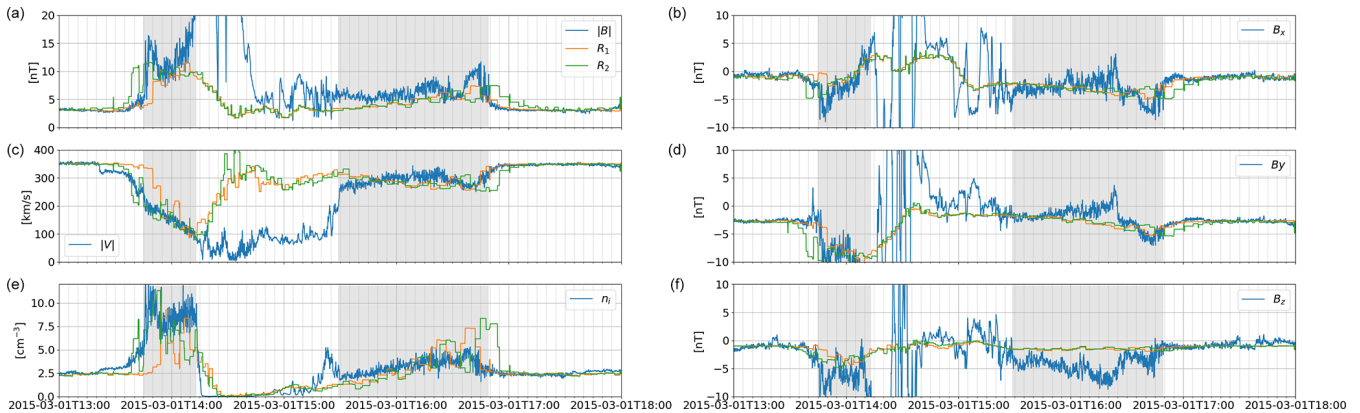 (a)
20
15
10
5
0
[nT]
|B|
R1
R2
(b)
10
5
0
−5
−10
[nT]
Bx
(c)
400
300
200
100
0
[km/s]
|V|
(d)
10
5
0
−5
−10
[nT]
By
(e)
10.0
7.5
5.0
2.5
0.0
[cm−3]
ni
2015-03-01T13:00 2015-03-01T14:00 2015-03-01T15:00 2015-03-01T16:00 2015-03-01T17:00 2015-03-01T18:00
(f)
10
5
0
−5
−10
[nT]
Bz
2015-03-01T13:00 2015-03-01T14:00 2015-03-01T15:00 2015-03-01T16:00 2015-03-01T17:00 2015-03-01T18:00